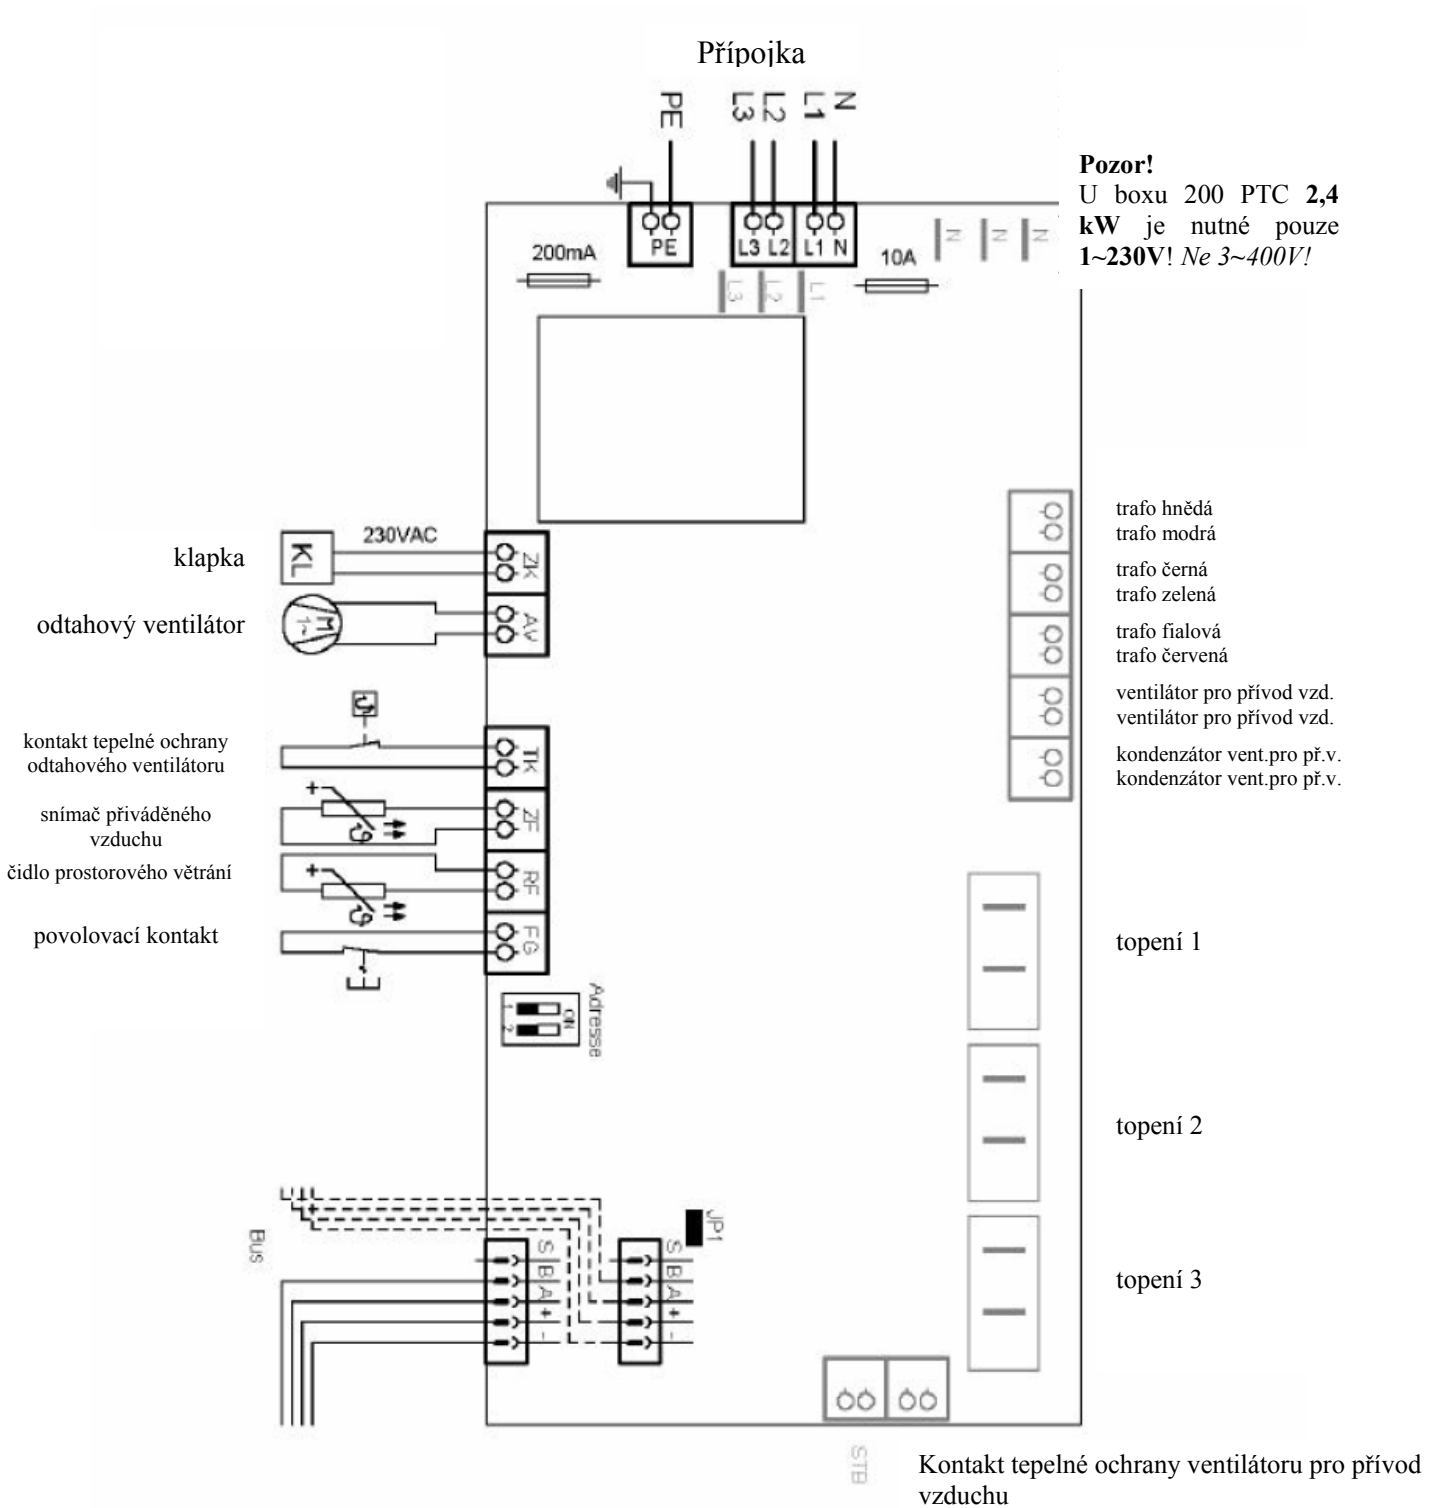 Přípojka
PE
L3
L2
L1
N
Pozor!
U boxu 200 PTC 2,4
kW je nutné pouze
1~230V! Ne 3~400V!
PE
L3 L2
L1 N
200mA
10A
N
N
N
L3
L2
L1
klapka
KL
230VAC
ZK
odtahový ventilátor
M
1~
AV
trafo hnědá
trafo modrá
trafo černá
trafo zelená
trafo fialová
trafo červená
ventilátor pro přívod vzd.
ventilátor pro přívod vzd.
kondenzátor vent.pro př.v.
kondenzátor vent.pro př.v.
kontakt tepelné ochrany
odtahového ventilátoru
TK
snímač přiváděného
vzduchu
+
ZF
čidlo prostorového větrání
+
RF
povolovací kontakt
FG
1
2
ON
Adresse
topení 1
topení 2
topení 3
Bus
S
B
A
+
-
JP1
S
B
A
+
-
STB
Kontakt tepelné ochrany ventilátoru pro přívod
vzduchu